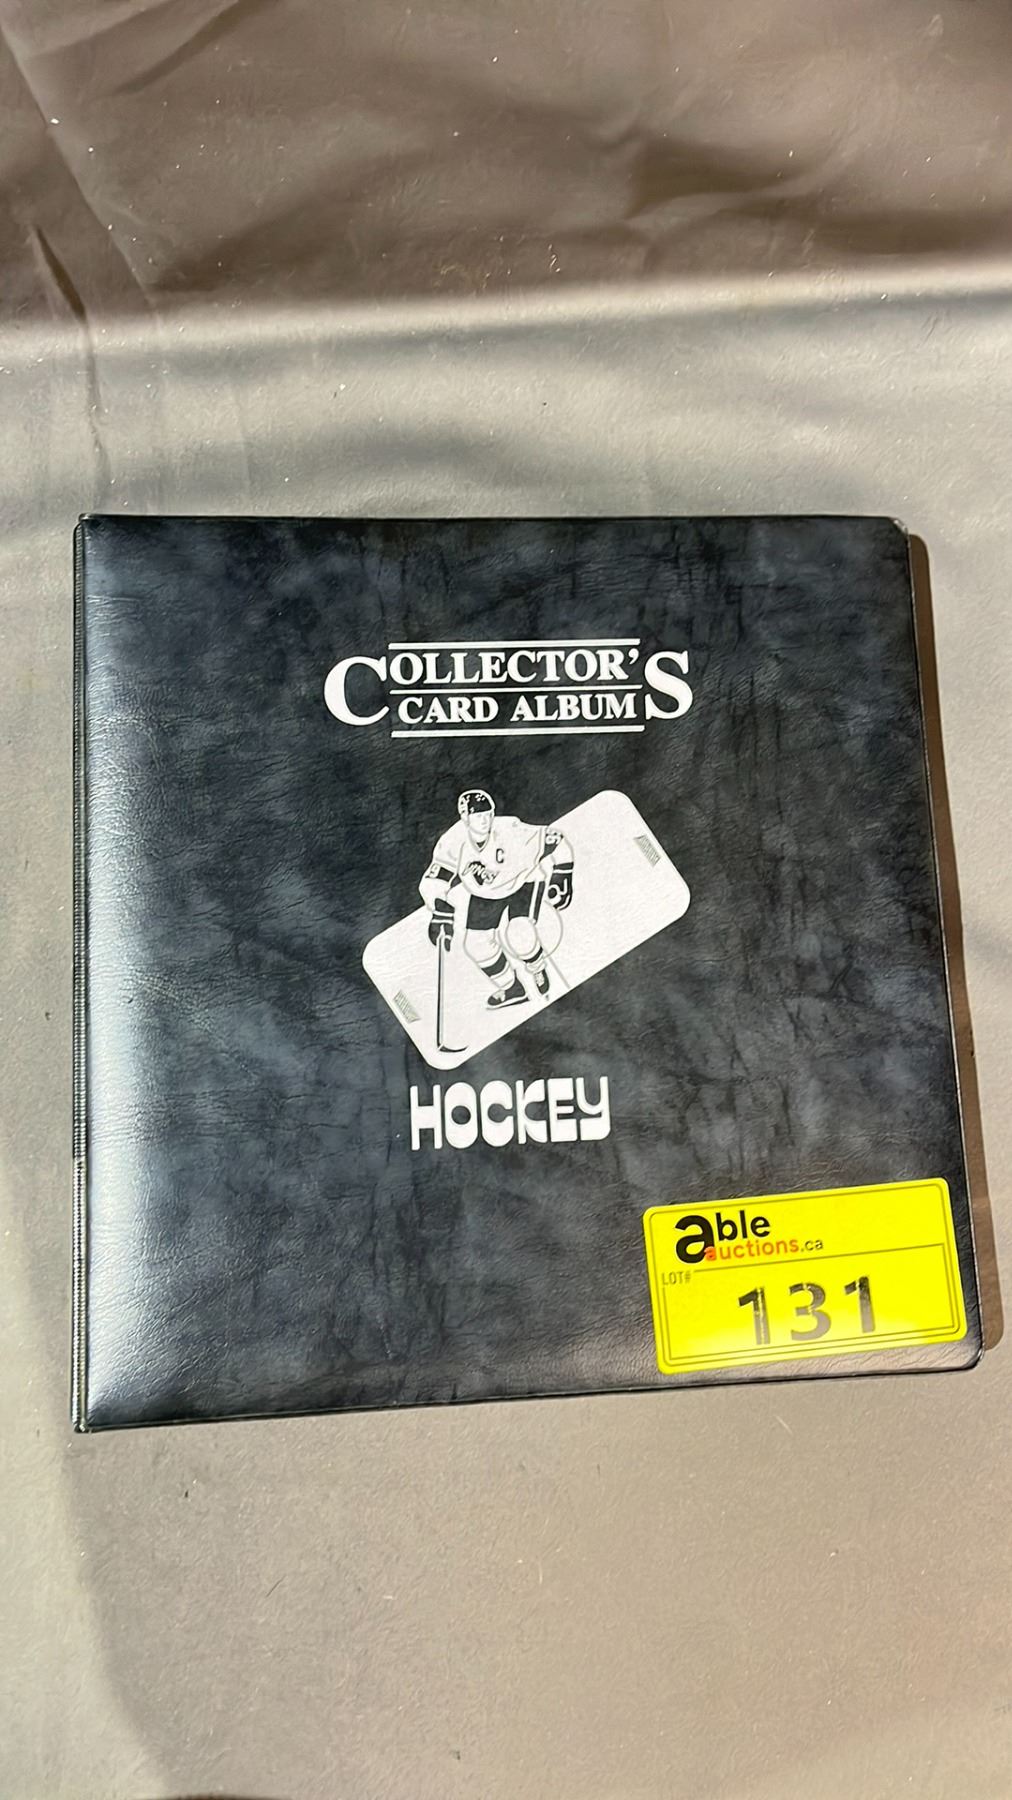 COLLECTOR'S
CARD ALBUM
C
HOCKEY
able
auctions.ca
LOT#
131